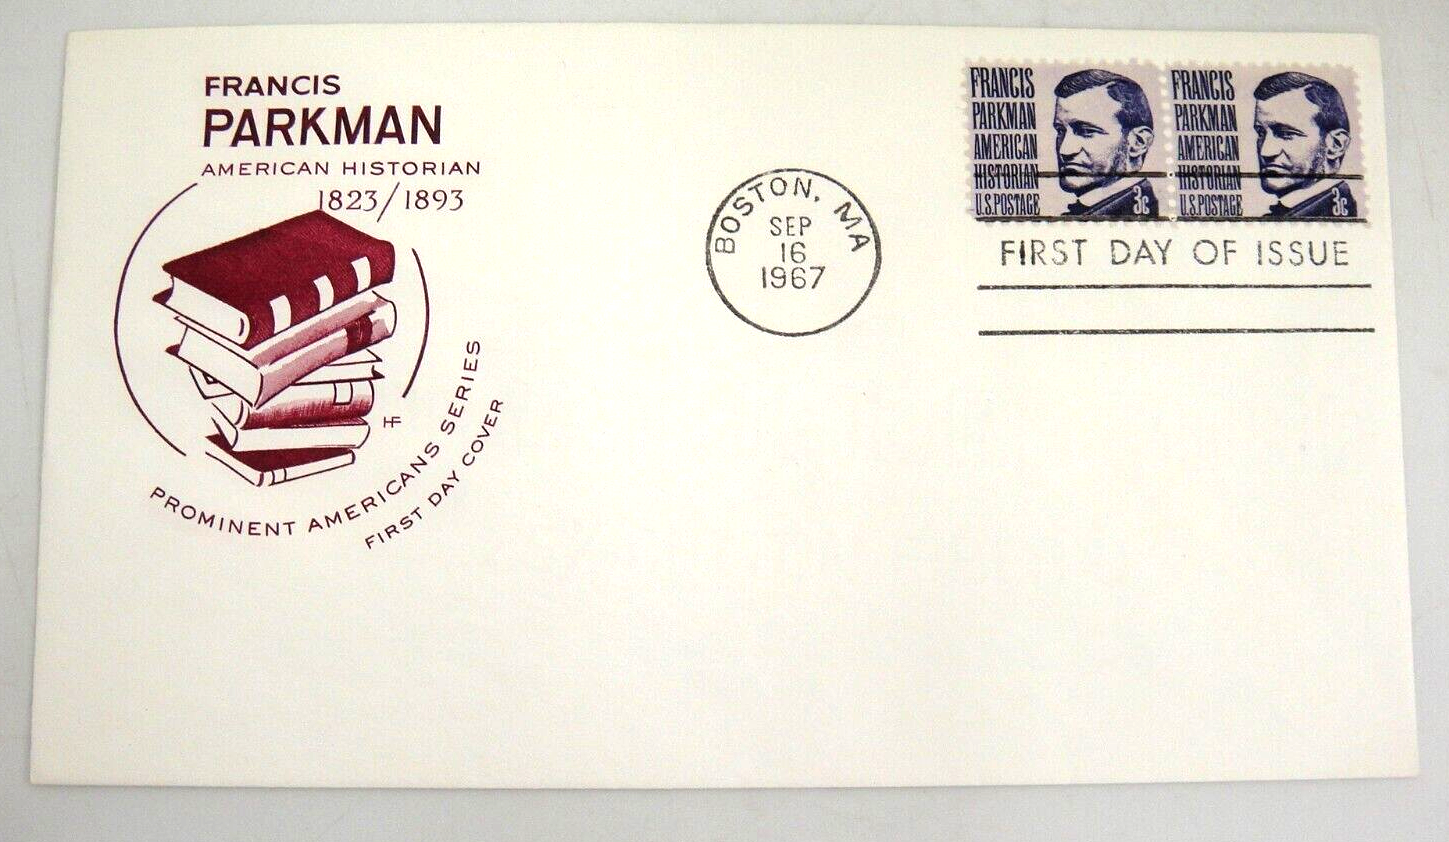 FRANCIS
PARKMAN
AMERICAN HISTORIAN
1823/1893
HF
PROMINENT AMERICANS SERIES
FIRST DAY COVER
BOSTON, MA
SEP
16
1967
FRANCIS
PARKMAN
AMERICAN
HISTORIAN
U.S.POSTAGE
3c
FRANCIS
PARKMAN
AMERICAN
HISTORIAN
U.S.POSTAGE
3c
FIRST DAY OF ISSUE